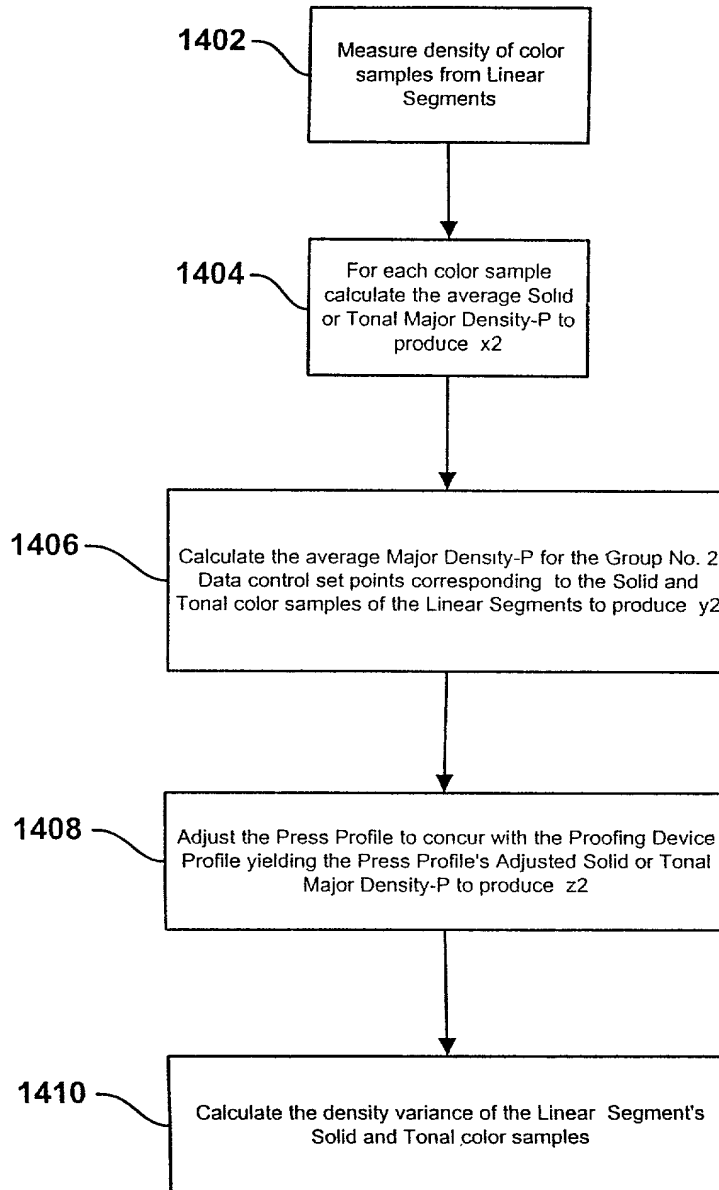 1402
Measure density of color
samples from Linear
Segments
1404
For each color sample
calculate the average Solid
or Tonal Major Density-P to
produce x2
1406
Calculate the average Major Density-P for the Group No. 2
Data control set points corresponding to the Solid and
Tonal color samples of the Linear Segments to produce y2
1408
Adjust the Press Profile to concur with the Proofing Device
Profile yielding the Press Profile's Adjusted Solid or Tonal
Major Density-P to produce z2
1410
Calculate the density variance of the Linear Segment's
Solid and Tonal color samples